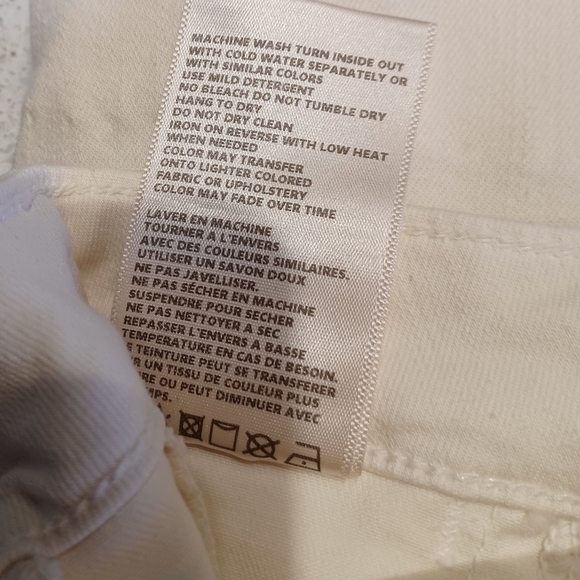 MACHINE WASH TURN INSIDE OUT
WITH COLD WATER SEPARATELY OR
WITH SIMILAR COLORS
USE MILD DETERGENT
NO BLEACH DO NOT TUMBLE DRY
HANG TO DRY
DO NOT DRY CLEAN
IRON ON REVERSE WITH LOW HEAT
WHEN NEEDED
COLOR MAY TRANSFER
ONTO LIGHTER COLORED
FABRIC OR UPHOLSTERY
COLOR MAY FADE OVER TIME
LAVER EN MACHINE
TOURNER À L'ENVERS
AVEC DES COULEURS SIMILAIRES.
UTILISER UN SAVON DOUX
NE PAS JAVELLISER.
NE PAS SÉCHER EN MACHINE
SUSPENDRE POUR SECHER
NE PAS NETTOYER A SEC
REPASSER L'ENVERS A BASSE
TEMPERATURE EN CAS DE BESOIN.
TEINTURE PEUT SE TRANSFERER
UN TISSU DE COULEUR PLUS
OU PEUT DIMINUER AVEC